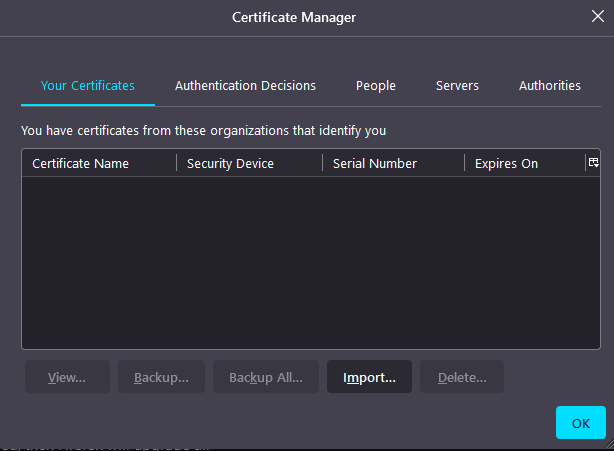 Certificate Manager
Your Certificates Authentication Decisions People Servers Authorities
You have certificates from these organizations that identify you
Certificate Name Security Device Serial Number Expires On
View... Backup... Backup All... Import... Delete...
OK